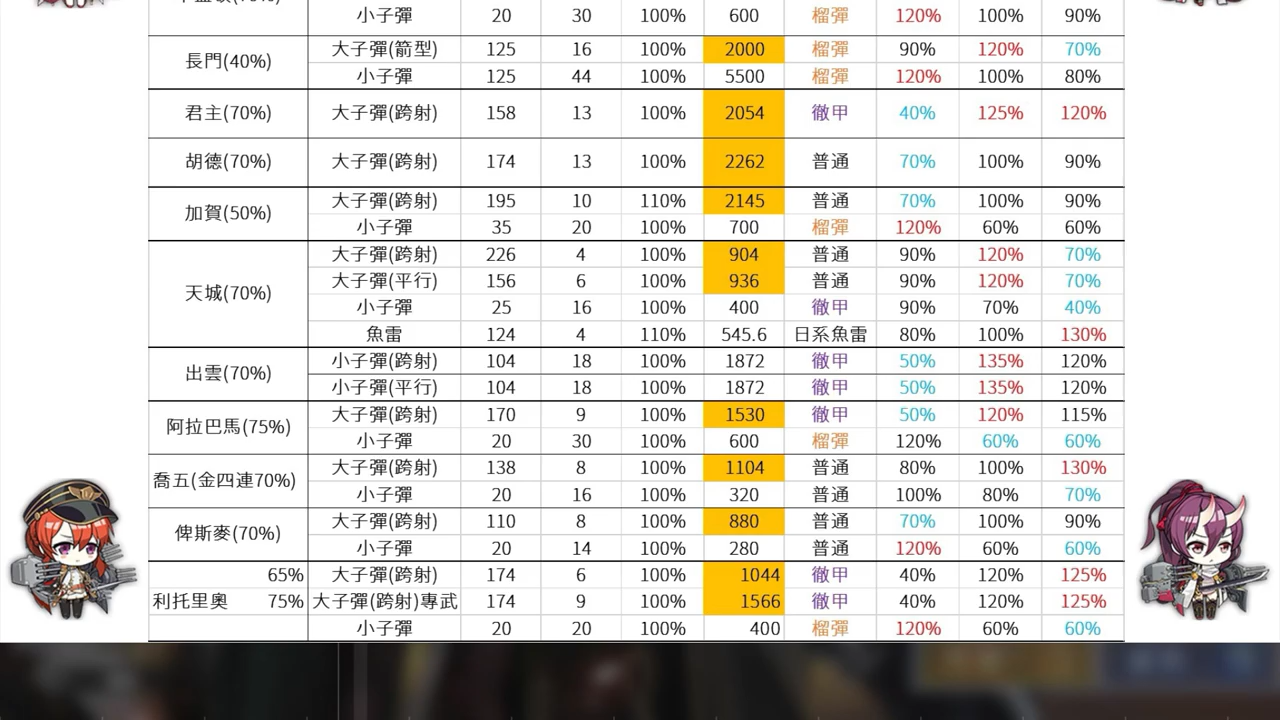 小子彈 20 30 100% 600 榴彈 120% 100% 90%
長門(40%) 大子彈(箭型) 125 16 100% 2000 榴彈 90% 120% 70%
小子彈 125 44 100% 5500 榴彈 120% 100% 80%
君主(70%) 大子彈(跨射) 158 13 100% 2054 徹甲 40% 125% 120%
胡德(70%) 大子彈(跨射) 174 13 100% 2262 普通 70% 100% 90%
加賀(50%) 大子彈(跨射) 195 10 110% 2145 普通 70% 100% 90%
小子彈 35 20 100% 700 榴彈 120% 60% 60%
天城(70%) 大子彈(跨射) 226 4 100% 904 普通 90% 120% 70%
大子彈(平行) 156 6 100% 936 普通 90% 120% 70%
小子彈 25 16 100% 400 徹甲 90% 70% 40%
魚雷 124 4 110% 545.6 日系魚雷 80% 100% 130%
出雲(70%) 小子彈(跨射) 104 18 100% 1872 徹甲 50% 135% 120%
小子彈(平行) 104 18 100% 1872 徹甲 50% 135% 120%
阿拉巴馬(75%) 大子彈(跨射) 170 9 100% 1530 徹甲 50% 120% 115%
小子彈 20 30 100% 600 榴彈 120% 60% 60%
喬五(金四連70%) 大子彈(跨射) 138 8 100% 1104 普通 80% 100% 130%
小子彈 20 16 100% 320 普通 100% 80% 70%
俾斯麥(70%) 大子彈(跨射) 110 8 100% 880 普通 70% 100% 90%
小子彈 20 14 100% 280 普通 120% 60% 60%
65% 大子彈(跨射) 174 6 100% 1044 徹甲 40% 120% 125%
利托里奧 75% 大子彈(跨射)專武 174 9 100% 1566 徹甲 40% 120% 125%
小子彈 20 20 100% 400 榴彈 120% 60% 60%